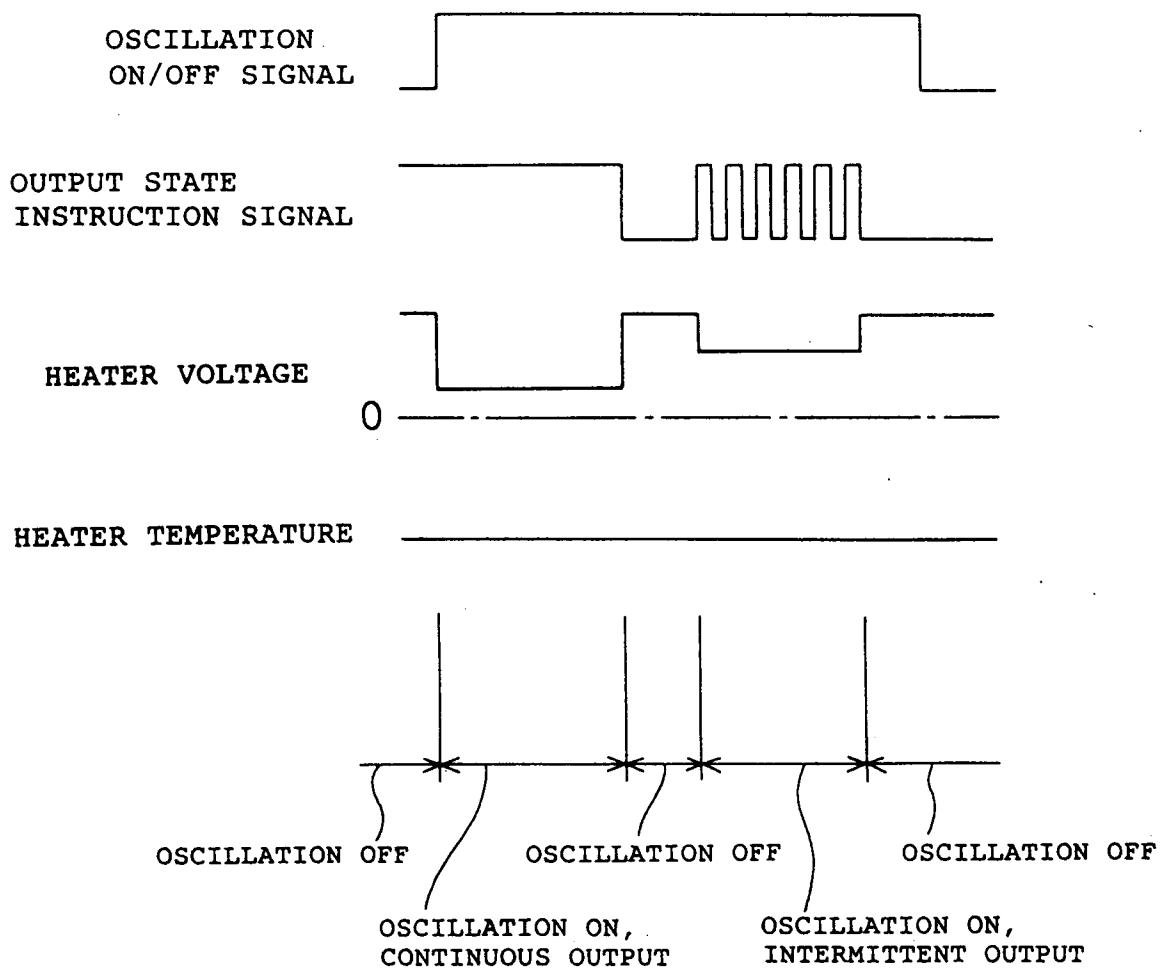 OSCILLATION
ON/OFF SIGNAL
OUTPUT STATE
INSTRUCTION SIGNAL
HEATER VOLTAGE
0
HEATER TEMPERATURE
OSCILLATION OFF
OSCILLATION OFF
OSCILLATION OFF
OSCILLATION ON,
CONTINUOUS OUTPUT
OSCILLATION ON,
INTERMITTENT OUTPUT